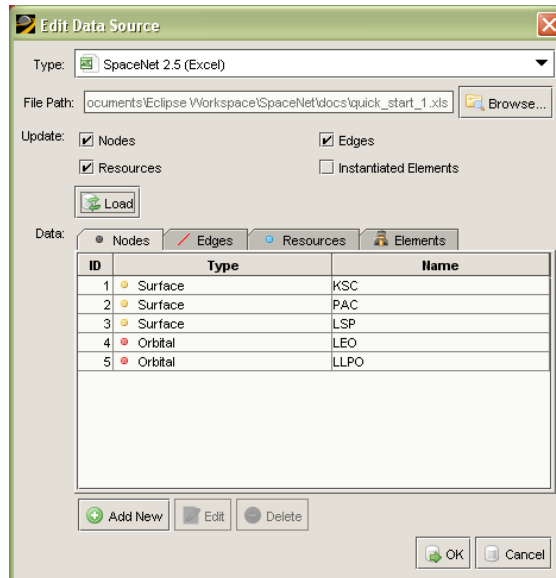 Edit Data Source
Type: SpaceNet 2.5 (Excel)
File Path: ocuments\Eclipse Workspace\SpaceNet\docs\quick_start_1.xls Browse...
Update: Nodes Edges
Resources Instantiated Elements
Load
Data: Nodes Edges Resources Elements
ID Type Name
1 Surface KSC
2 Surface PAC
3 Surface LSP
4 Orbital LEO
5 Orbital LLPO
Add New Edit Delete
OK Cancel